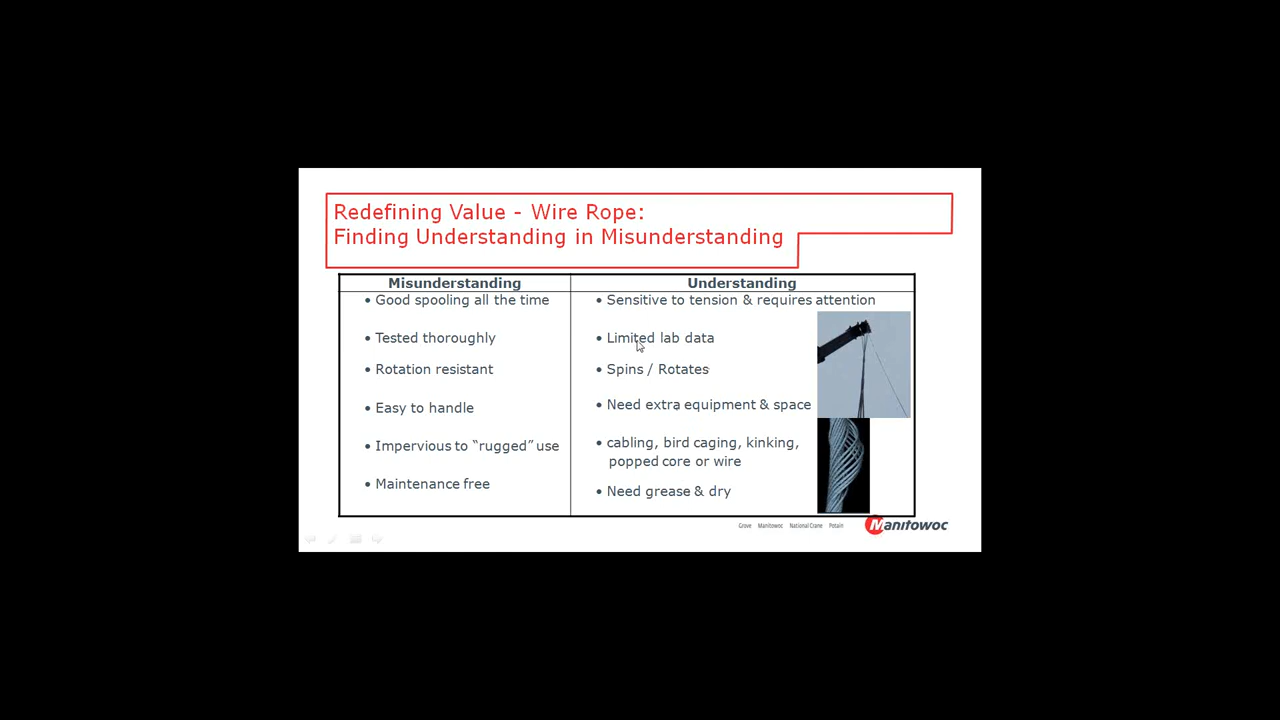 Redefining Value - Wire Rope:
Finding Understanding in Misunderstanding
Misunderstanding
Understanding
• Good spooling all the time
• Sensitive to tension & requires attention
• Tested thoroughly
• Limited lab data
• Rotation resistant
• Spins / Rotates
• Easy to handle
• Need extra equipment & space
• Impervious to “rugged” use
• cabling, bird caging, kinking,
popped core or wire
• Maintenance free
• Need grease & dry
Grove Manitowoc National Crane Potain
Manitowoc